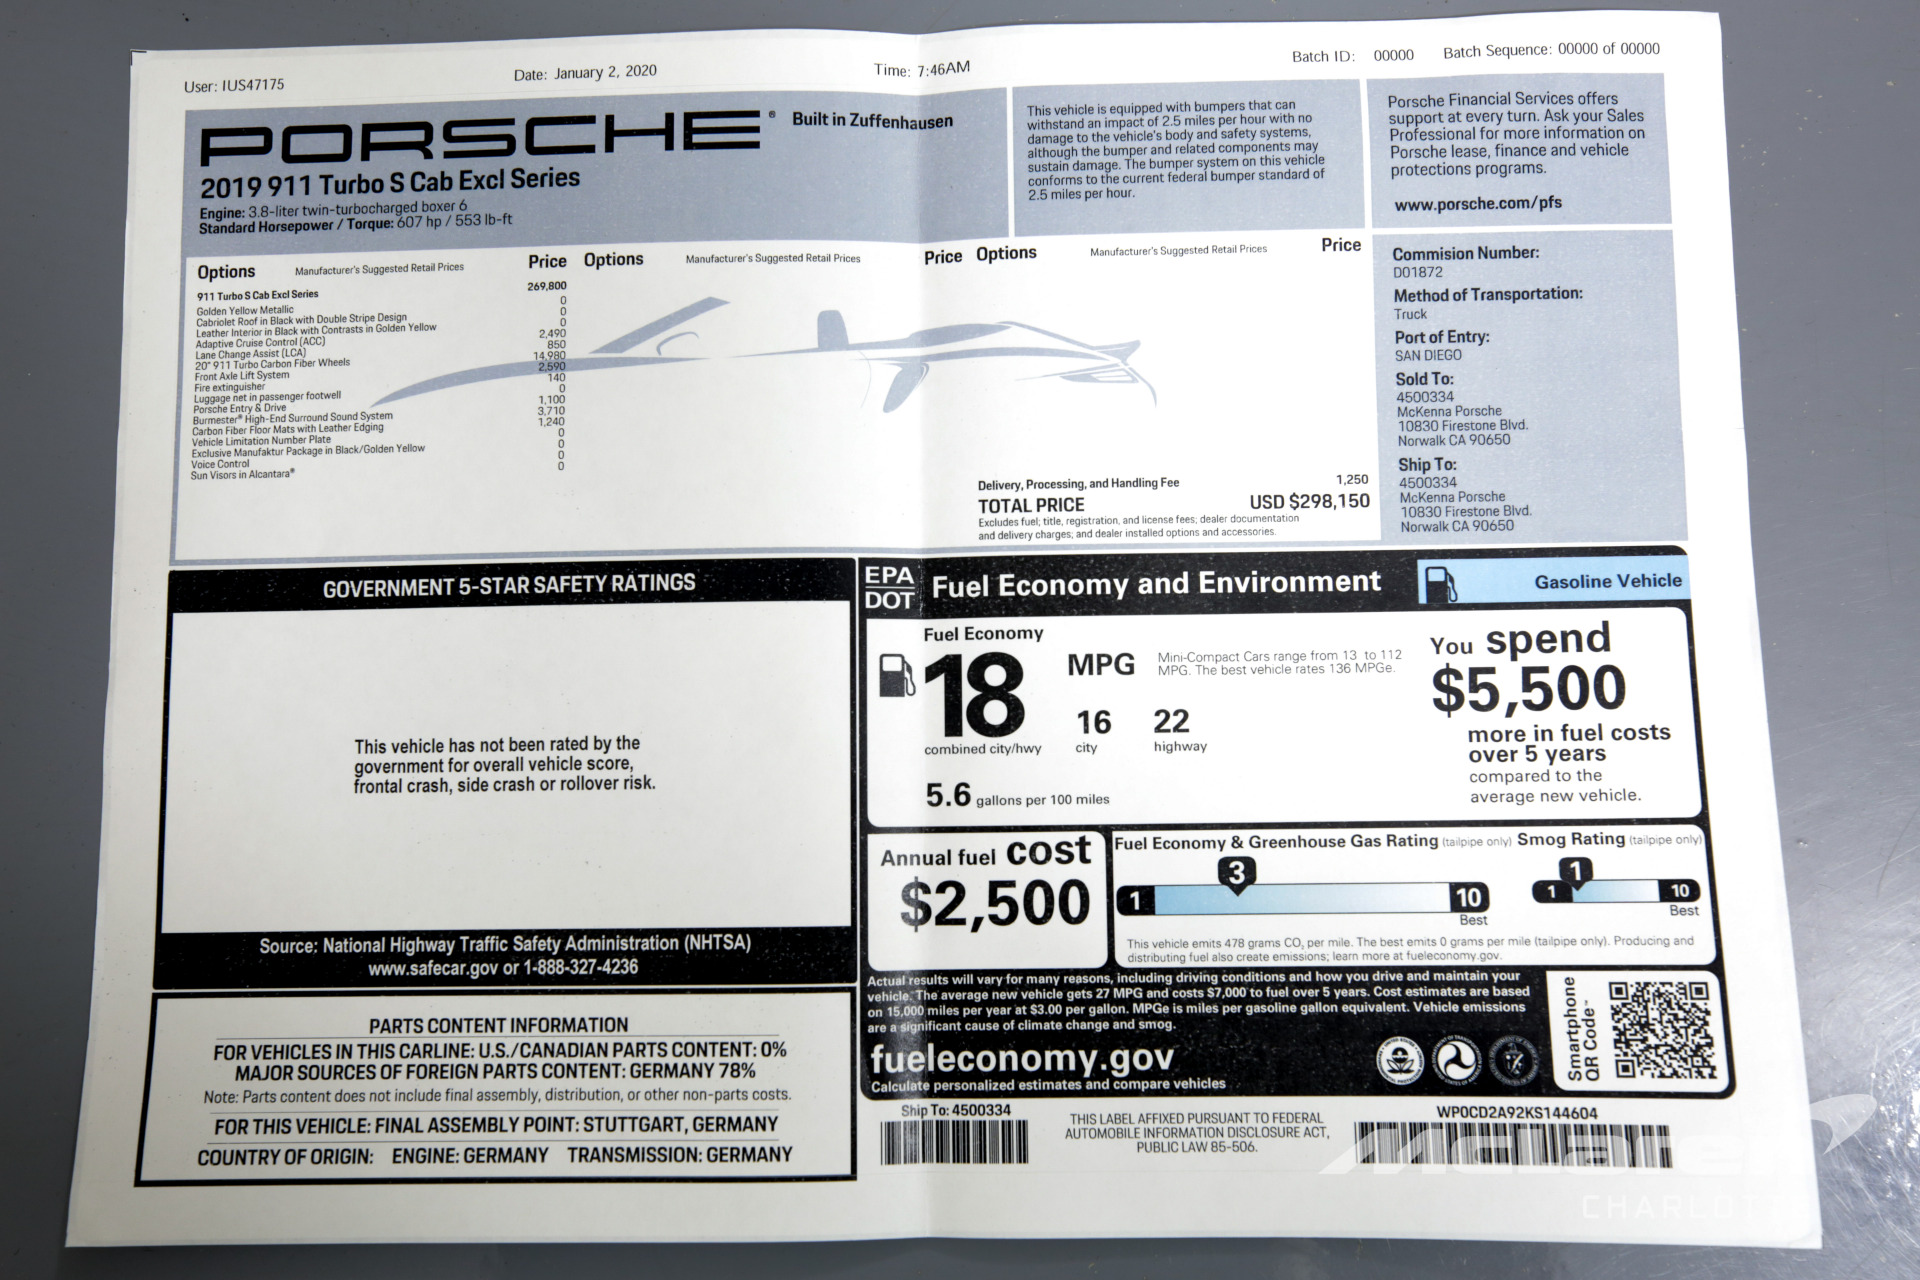 User: IUS47175 Date: January 2, 2020 Time: 7:46AM Batch ID: 00000 Batch Sequence: 00000 of 00000
PORSCHE® Built in Zuffenhausen
2019 911 Turbo S Cab Excl Series
Engine: 3.8-liter twin-turbocharged boxer 6
Standard Horsepower / Torque: 607 hp / 553 lb-ft
This vehicle is equipped with bumpers that can
withstand an impact of 2.5 miles per hour with no
damage to the vehicle's body and safety systems,
although the bumper and related components may
sustain damage. The bumper system on this vehicle
conforms to the current federal bumper standard of
2.5 miles per hour.
Porsche Financial Services offers
support at every turn. Ask your Sales
Professional for more information on
Porsche lease, finance and vehicle
protections programs.
www.porsche.com/pfs
Options Manufacturer's Suggested Retail Prices Price Options Manufacturer's Suggested Retail Prices Price Options Manufacturer's Suggested Retail Prices Price
911 Turbo S Cab Excl Series 269,800
Golden Yellow Metallic 0
Cabriolet Roof in Black with Double Stripe Design 0
Leather Interior in Black with Contrasts in Golden Yellow 0
Adaptive Cruise Control (ACC) 2,490
Lane Change Assist (LCA) 850
20" 911 Turbo Carbon Fiber Wheels 14,980
Front Axle Lift System 2,590
Fire extinguisher 140
Luggage net in passenger footwell 0
Porsche Entry & Drive 1,100
Burmester® High-End Surround Sound System 3,710
Carbon Fiber Floor Mats with Leather Edging 1,240
Vehicle Limitation Number Plate 0
Exclusive Manufaktur Package in Black/Golden Yellow 0
Voice Control 0
Sun Visors in Alcantara® 0
Delivery, Processing, and Handling Fee 1,250
TOTAL PRICE USD $298,150
Excludes fuel; title, registration, and license fees; dealer documentation
and delivery charges; and dealer installed options and accessories.
Commision Number:
D01872
Method of Transportation:
Truck
Port of Entry:
SAN DIEGO
Sold To:
4500334
McKenna Porsche
10830 Firestone Blvd.
Norwalk CA 90650
Ship To:
4500334
McKenna Porsche
10830 Firestone Blvd.
Norwalk CA 90650
GOVERNMENT 5-STAR SAFETY RATINGS
This vehicle has not been rated by the
government for overall vehicle score,
frontal crash, side crash or rollover risk.
Source: National Highway Traffic Safety Administration (NHTSA)
www.safecar.gov or 1-888-327-4236
PARTS CONTENT INFORMATION
FOR VEHICLES IN THIS CARLINE: U.S./CANADIAN PARTS CONTENT: 0%
MAJOR SOURCES OF FOREIGN PARTS CONTENT: GERMANY 78%
Note: Parts content does not include final assembly, distribution, or other non-parts costs.
FOR THIS VEHICLE: FINAL ASSEMBLY POINT: STUTTGART, GERMANY
COUNTRY OF ORIGIN: ENGINE: GERMANY TRANSMISSION: GERMANY
EPA
DOT
Fuel Economy and Environment
Gasoline Vehicle
Fuel Economy
18 MPG
combined city/hwy
16 city
22 highway
Mini-Compact Cars range from 13 to 112
MPG. The best vehicle rates 136 MPGe.
5.6 gallons per 100 miles
You spend
$5,500
more in fuel costs
over 5 years
compared to the
average new vehicle.
Annual fuel cost
$2,500
Fuel Economy & Greenhouse Gas Rating (tailpipe only) Smog Rating (tailpipe only)
3
1 10
Best
1
1 10
Best
This vehicle emits 478 grams CO2 per mile. The best emits 0 grams per mile (tailpipe only). Producing and
distributing fuel also create emissions; learn more at fueleconomy.gov.
Actual results will vary for many reasons, including driving conditions and how you drive and maintain your
vehicle. The average new vehicle gets 27 MPG and costs $7,000 to fuel over 5 years. Cost estimates are based
on 15,000 miles per year at $3.00 per gallon. MPGe is miles per gasoline gallon equivalent. Vehicle emissions
are a significant cause of climate change and smog.
fueleconomy.gov
Calculate personalized estimates and compare vehicles
Smartphone
QR Code™
Ship To: 4500334
THIS LABEL AFFIXED PURSUANT TO FEDERAL
AUTOMOBILE INFORMATION DISCLOSURE ACT,
PUBLIC LAW 85-506.
WP0CD2A92KS144604
McLaren
CHARLOTTE